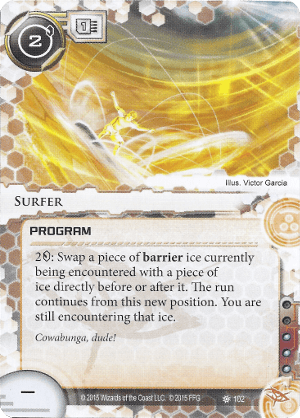 2
1
Illus. Victor Garcia
SURFER
PROGRAM
2: Swap a piece of barrier ice currently
being encountered with a piece of
ice directly before or after it. The run
continues from this new position. You are
still encountering that ice.
Cowabunga, dude!
–
© 2015 Wizards of the Coast LLC. © 2015 FFG
102